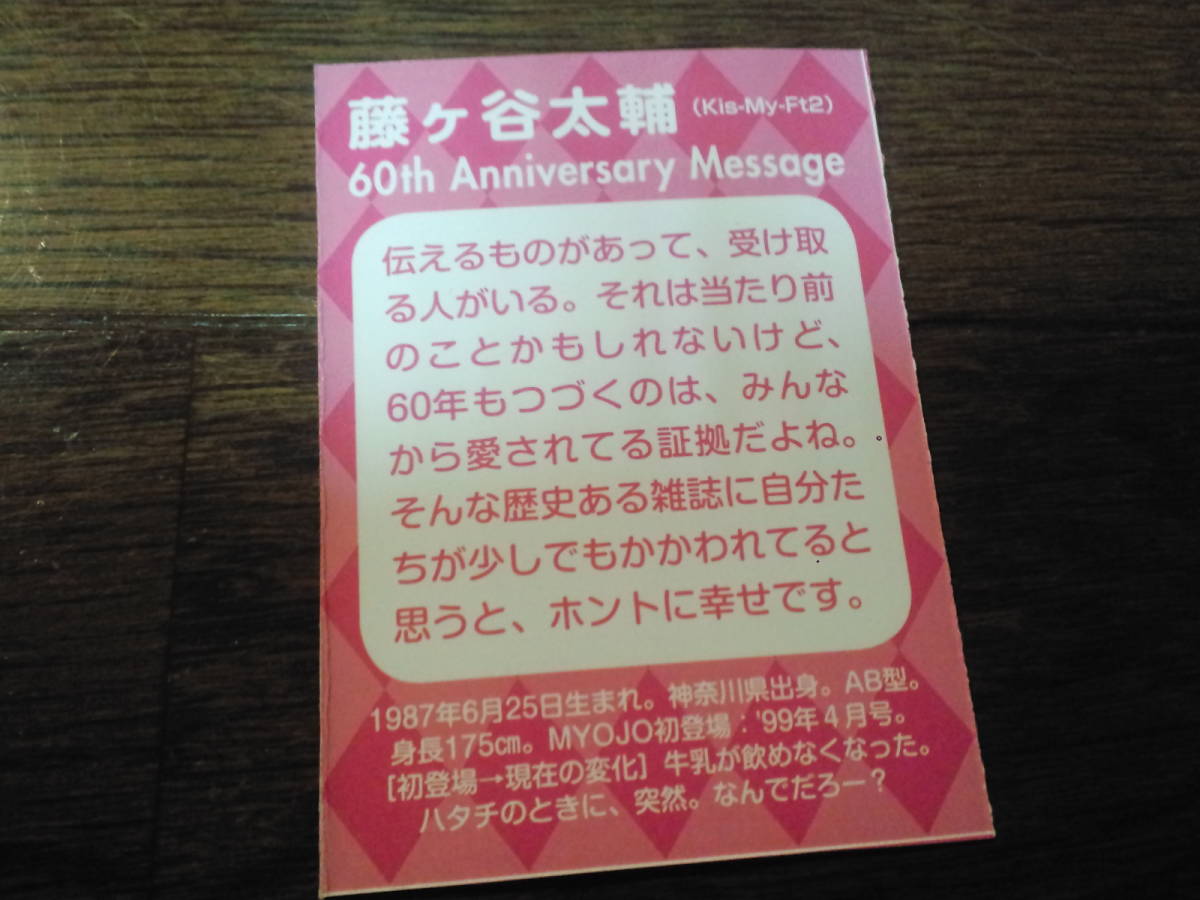 藤ヶ谷太輔 (Kis-My-Ft2)
60th Anniversary Message
伝えるものがあって、受け取
る人がいる。それは当たり前
のことかもしれないけど、
60年もつづくのは、みんな
から愛されてる証拠だよね。
そんな歴史ある雑誌に自分た
ちが少しでもかかわれてると
思うと、ホントに幸せです。
1987年6月25日生まれ。神奈川県出身。AB型。
身長175㎝。MYOJO初登場：'99年４月号。
[初登場→現在の変化] 牛乳が飲めなくなった。
ハタチのときに、突然。なんでだろー？